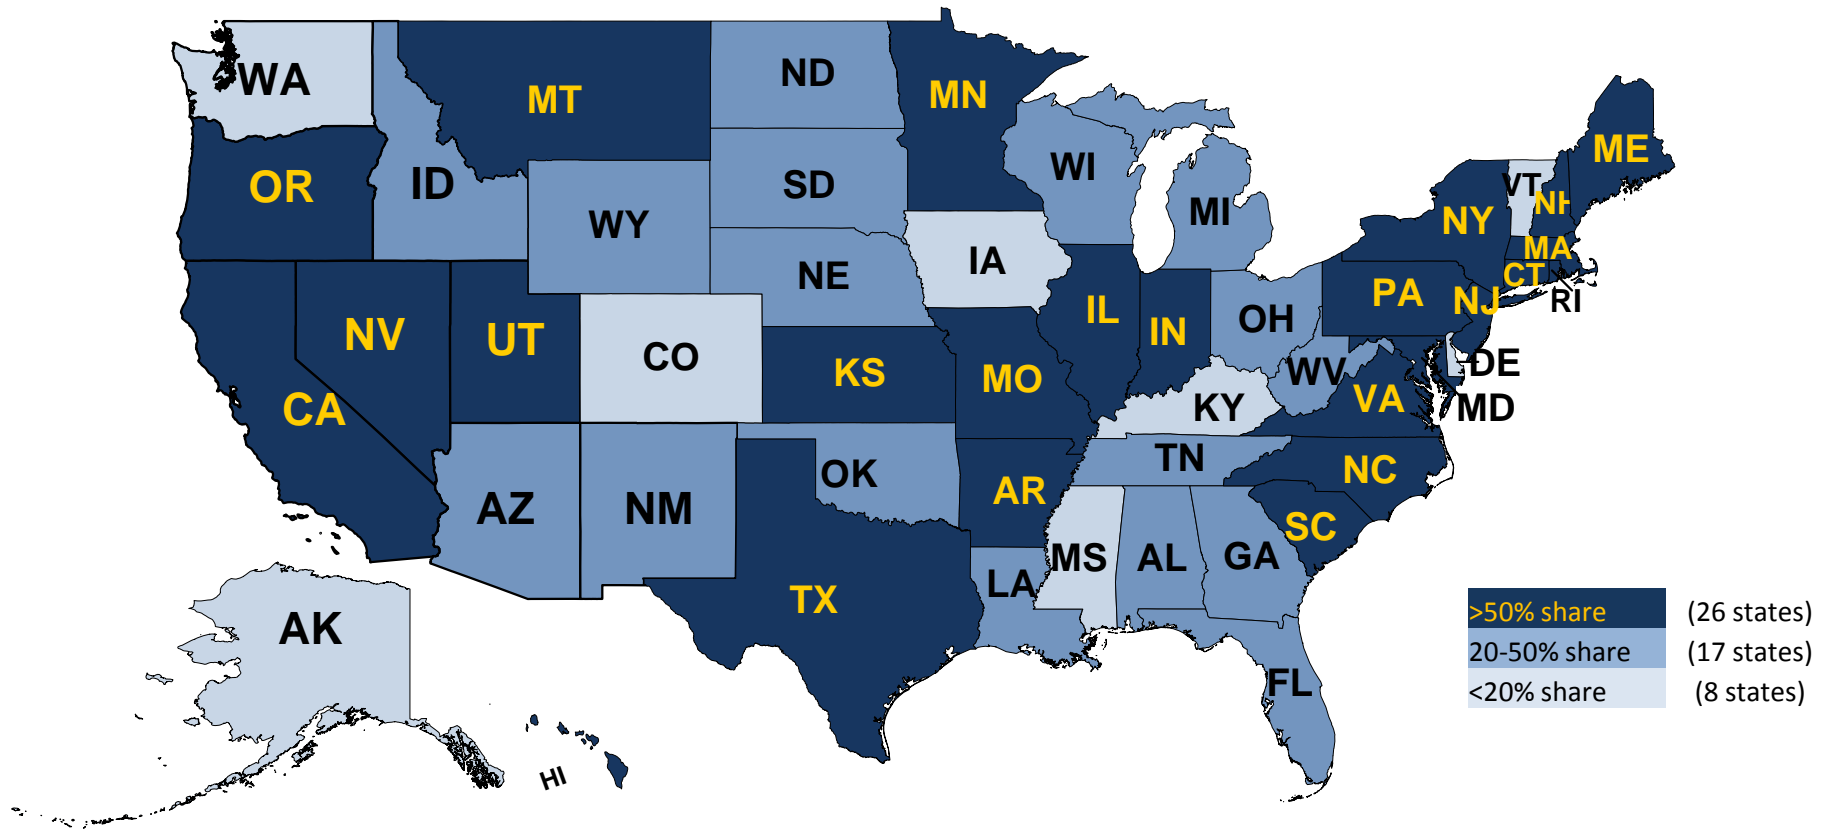 WA
MT
ND
MN
ME
OR
ID
SD
WI
VT
NH
NY
MI
WY
MA
IA
NE
CT
PA
NJ
RI
IL
IN
OH
NV
UT
CO
KS
MO
WV
DE
CA
VA
KY
MD
TN
NC
OK
AR
AZ
NM
SC
MS
AL
GA
LA
TX
AK
FL
HI
>50% share (26 states)
20-50% share (17 states)
<20% share (8 states)